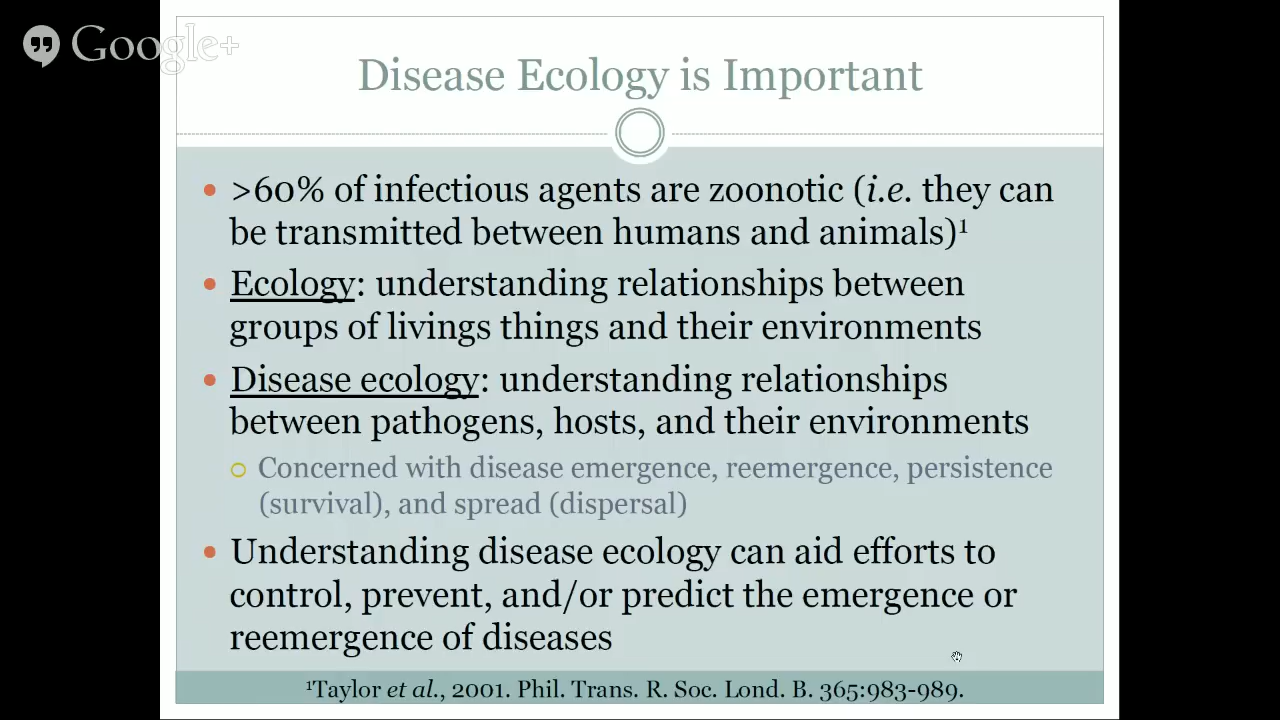 Google+
Disease Ecology is Important
• >60% of infectious agents are zoonotic (i.e. they can
be transmitted between humans and animals)¹
• Ecology: understanding relationships between
groups of livings things and their environments
• Disease ecology: understanding relationships
between pathogens, hosts, and their environments
○ Concerned with disease emergence, reemergence, persistence
(survival), and spread (dispersal)
• Understanding disease ecology can aid efforts to
control, prevent, and/or predict the emergence or
reemergence of diseases
¹Taylor et al., 2001. Phil. Trans. R. Soc. Lond. B. 365:983-989.